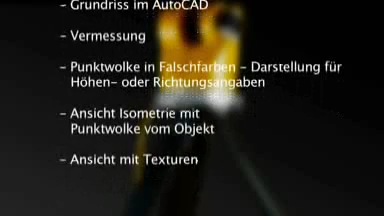 - Grundriss im AutoCAD
- Vermessung
- Punktwolke in Falschfarben - Darstellung für
Höhen- oder Richtungsangaben
- Ansicht Isometrie mit
Punktwolke vom Objekt
- Ansicht mit Texturen